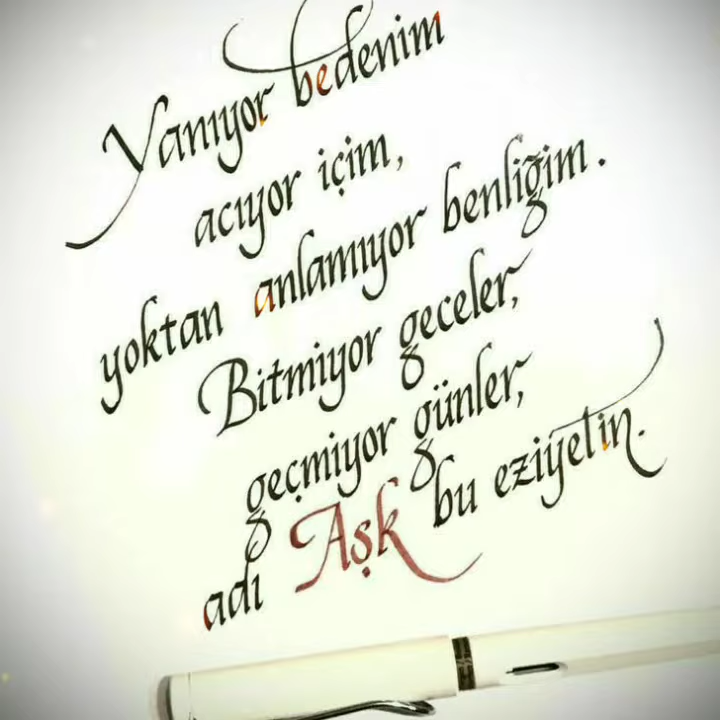 Yanıyor bedenim
acıyor içim,
yoktan anlamıyor benliğim.
Bitmiyor geceler,
geçmiyor günler,
adı Aşk bu eziyetin.